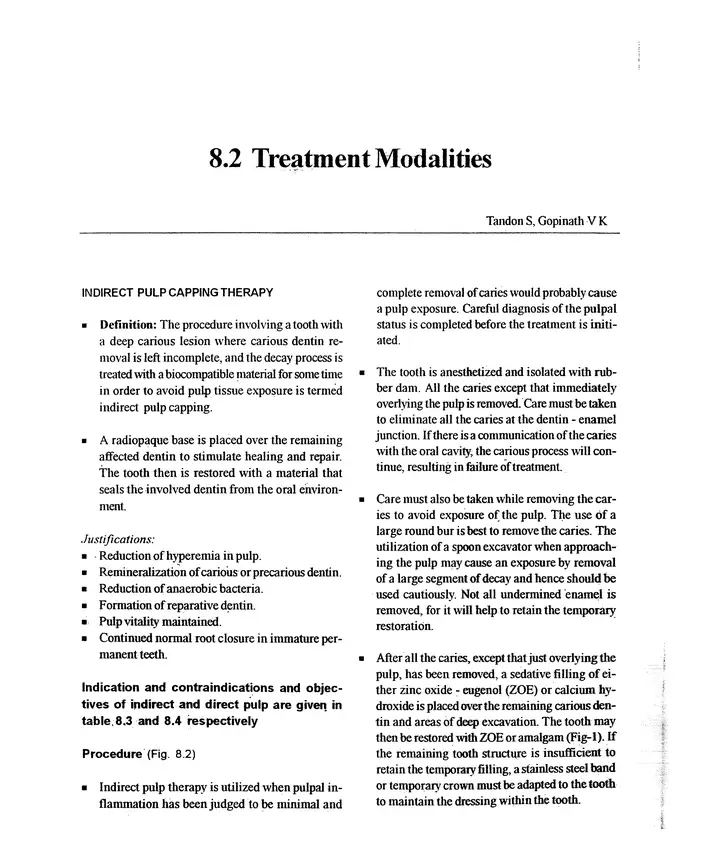 8.2 Treatment Modalities
Tandon S, Gopinath V K
INDIRECT PULP CAPPING THERAPY
▪ Definition: The procedure involving a tooth with
a deep carious lesion where carious dentin re-
moval is left incomplete, and the decay process is
treated with a biocompatible material for some time
in order to avoid pulp tissue exposure is termed
indirect pulp capping.
▪ A radiopaque base is placed over the remaining
affected dentin to stimulate healing and repair.
The tooth then is restored with a material that
seals the involved dentin from the oral environ-
ment.
Justifications:
▪ Reduction of hyperemia in pulp.
▪ Remineralization of carious or precarious dentin.
▪ Reduction of anaerobic bacteria.
▪ Formation of reparative dentin.
▪ Pulp vitality maintained.
▪ Continued normal root closure in immature per-
manent teeth.
Indication and contraindications and objec-
tives of indirect and direct pulp are given in
table 8.3 and 8.4 respectively
Procedure (Fig. 8.2)
▪ Indirect pulp therapy is utilized when pulpal in-
flammation has been judged to be minimal and
complete removal of caries would probably cause
a pulp exposure. Careful diagnosis of the pulpal
status is completed before the treatment is initi-
ated.
▪ The tooth is anesthetized and isolated with rub-
ber dam. All the caries except that immediately
overlying the pulp is removed. Care must be taken
to eliminate all the caries at the dentin - enamel
junction. If there is a communication of the caries
with the oral cavity, the carious process will con-
tinue, resulting in failure of treatment.
▪ Care must also be taken while removing the car-
ies to avoid exposure of the pulp. The use of a
large round bur is best to remove the caries. The
utilization of a spoon excavator when approach-
ing the pulp may cause an exposure by removal
of a large segment of decay and hence should be
used cautiously. Not all undermined enamel is
removed, for it will help to retain the temporary
restoration.
▪ After all the caries, except that just overlying the
pulp, has been removed, a sedative filling of ei-
ther zinc oxide - eugenol (ZOE) or calcium hy-
droxide is placed over the remaining carious den-
tin and areas of deep excavation. The tooth may
then be restored with ZOE or amalgam (Fig-1). If
the remaining tooth structure is insufficient to
retain the temporary filling, a stainless steel band
or temporary crown must be adapted to the tooth
to maintain the dressing within the tooth.